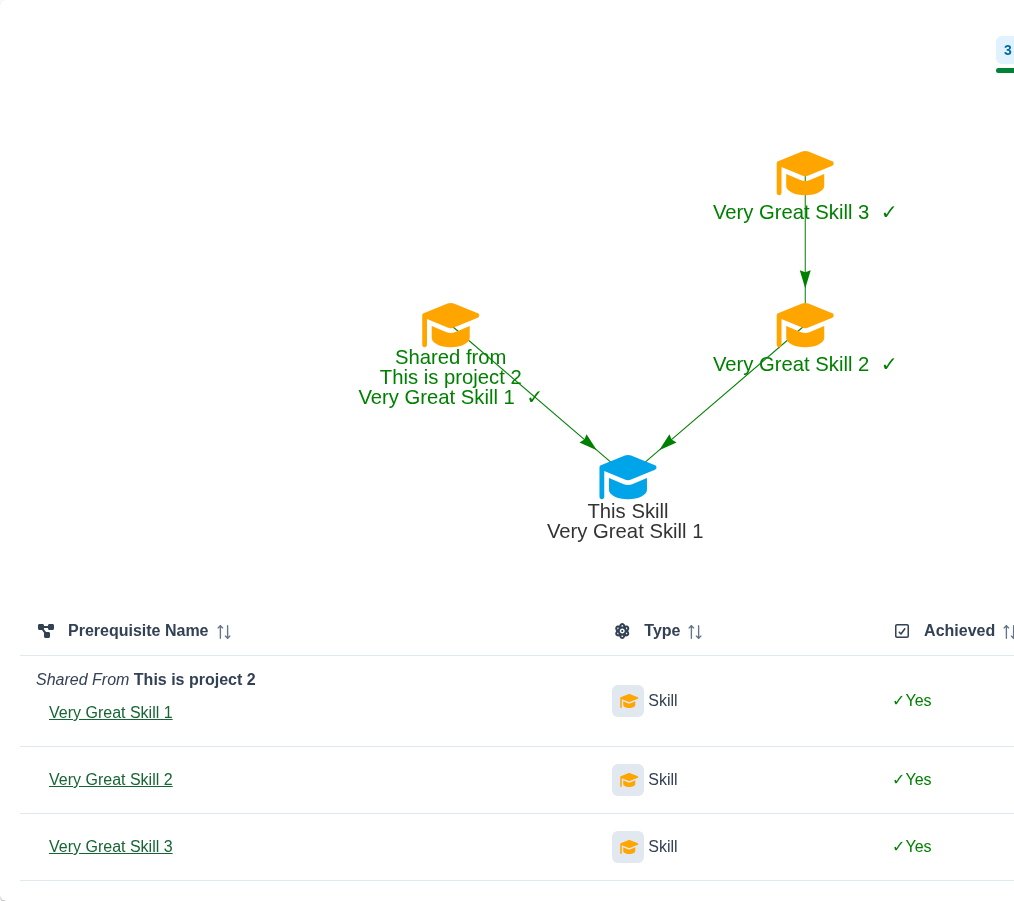 3
Very Great Skill 3 ✓
Shared from
This is project 2
Very Great Skill 1 ✓
Very Great Skill 2 ✓
This Skill
Very Great Skill 1
Prerequisite Name Type Achieved
Shared From This is project 2
Very Great Skill 1 Skill ✓Yes
Very Great Skill 2 Skill ✓Yes
Very Great Skill 3 Skill ✓Yes